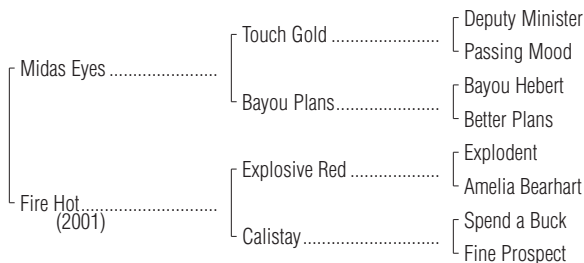 Deputy Minister
Touch Gold ....................
Passing Mood
Midas Eyes ....................
Bayou Hebert
Bayou Plans....................
Better Plans
Explodent
Explosive Red .................
Amelia Bearhart
Fire Hot.........................
(2001)
Spend a Buck
Calistay.........................
Fine Prospect